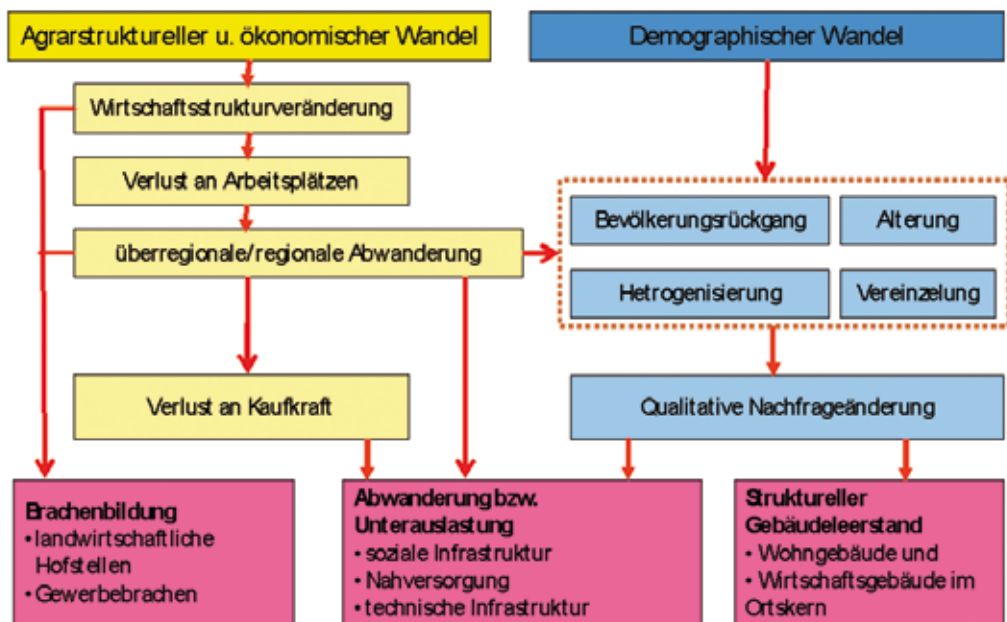 Agrarstruktureller u. ökonomischer Wandel
Demographischer Wandel
Wirtschaftsstrukturveränderung
Verlust an Arbeitsplätzen
überregionale/regionale Abwanderung
Bevölkerungsrückgang
Alterung
Hetrogenisierung
Vereinzelung
Verlust an Kaufkraft
Qualitative Nachfrageänderung
Brachenbildung
• landwirtschaftliche
Hofstellen
• Gewerbebrachen
Abwanderung bzw.
Unterauslastung
• soziale Infrastruktur
• Nahversorgung
• technische Infrastruktur
Struktureller
Gebäudeleerstand
• Wohngebäude und
• Wirtschaftsgebäude im
Ortskern